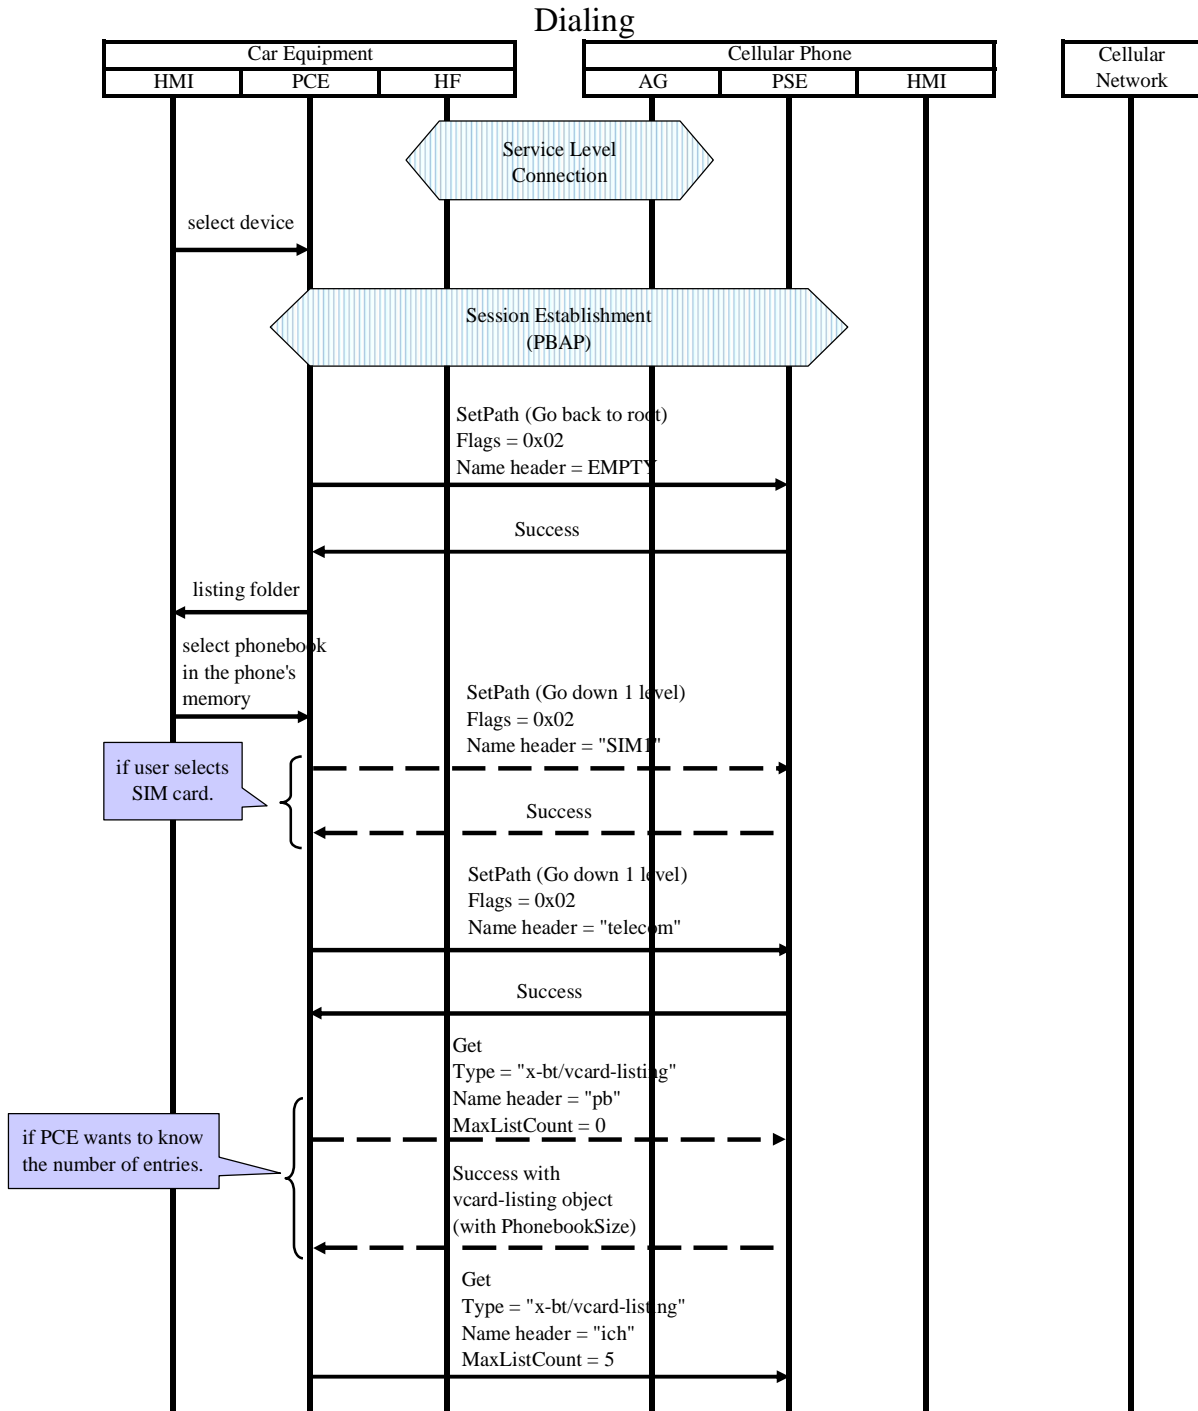 Dialing
Car Equipment
Cellular Phone
Cellular
Network
HMI
PCE
HF
AG
PSE
HMI
Service Level
Connection
select device
Session Establishment
(PBAP)
SetPath (Go back to root)
Flags = 0x02
Name header = EMPTY
Success
listing folder
select phonebook
in the phone's
memory
SetPath (Go down 1 level)
Flags = 0x02
Name header = "SIM1"
if user selects
SIM card.
Success
SetPath (Go down 1 level)
Flags = 0x02
Name header = "telecom"
Success
Get
Type = "x-bt/vcard-listing"
Name header = "pb"
MaxListCount = 0
if PCE wants to know
the number of entries.
Success with
vcard-listing object
(with PhonebookSize)
Get
Type = "x-bt/vcard-listing"
Name header = "ich"
MaxListCount = 5